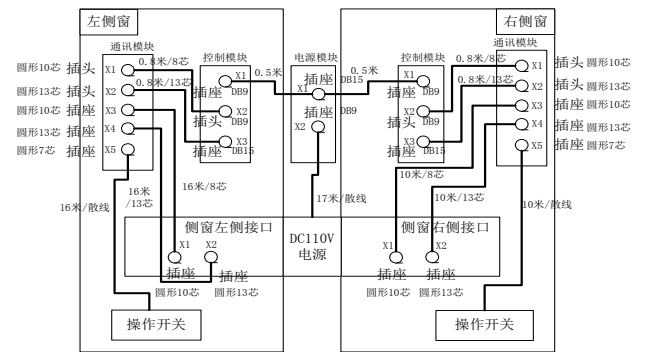 左侧窗
右侧窗
通讯模块
控制模块
电源模块
控制模块
通讯模块
圆形10芯 插头 X1
圆形13芯 插头 X2
圆形10芯 插座 X3
圆形13芯 插座 X4
圆形7芯 插座 X5
0.8米/8芯
0.8米/13芯
X1
插座 DB9
X2
插头 DB9
X3
插座 DB15
0.5米
插座 DB15
X1
插座 DB9
X2
0.5米
X1
插座 DB9
X2
插头 DB9
X3
插座 DB15
0.8米/8芯
0.8米/13芯
X1 插头 圆形10芯
X2 插头 圆形13芯
X3 插座 圆形10芯
X4 插座 圆形13芯
X5 插座 圆形7芯
16米/散线
16米
/13芯
16米/8芯
17米/散线
10米/8芯
10米/13芯
10米/散线
侧窗左侧接口
X1 X2
插座 插座
圆形10芯 圆形13芯
DC110V
电源
侧窗右侧接口
X1 X2
插座 插座
圆形10芯 圆形13芯
操作开关
操作开关